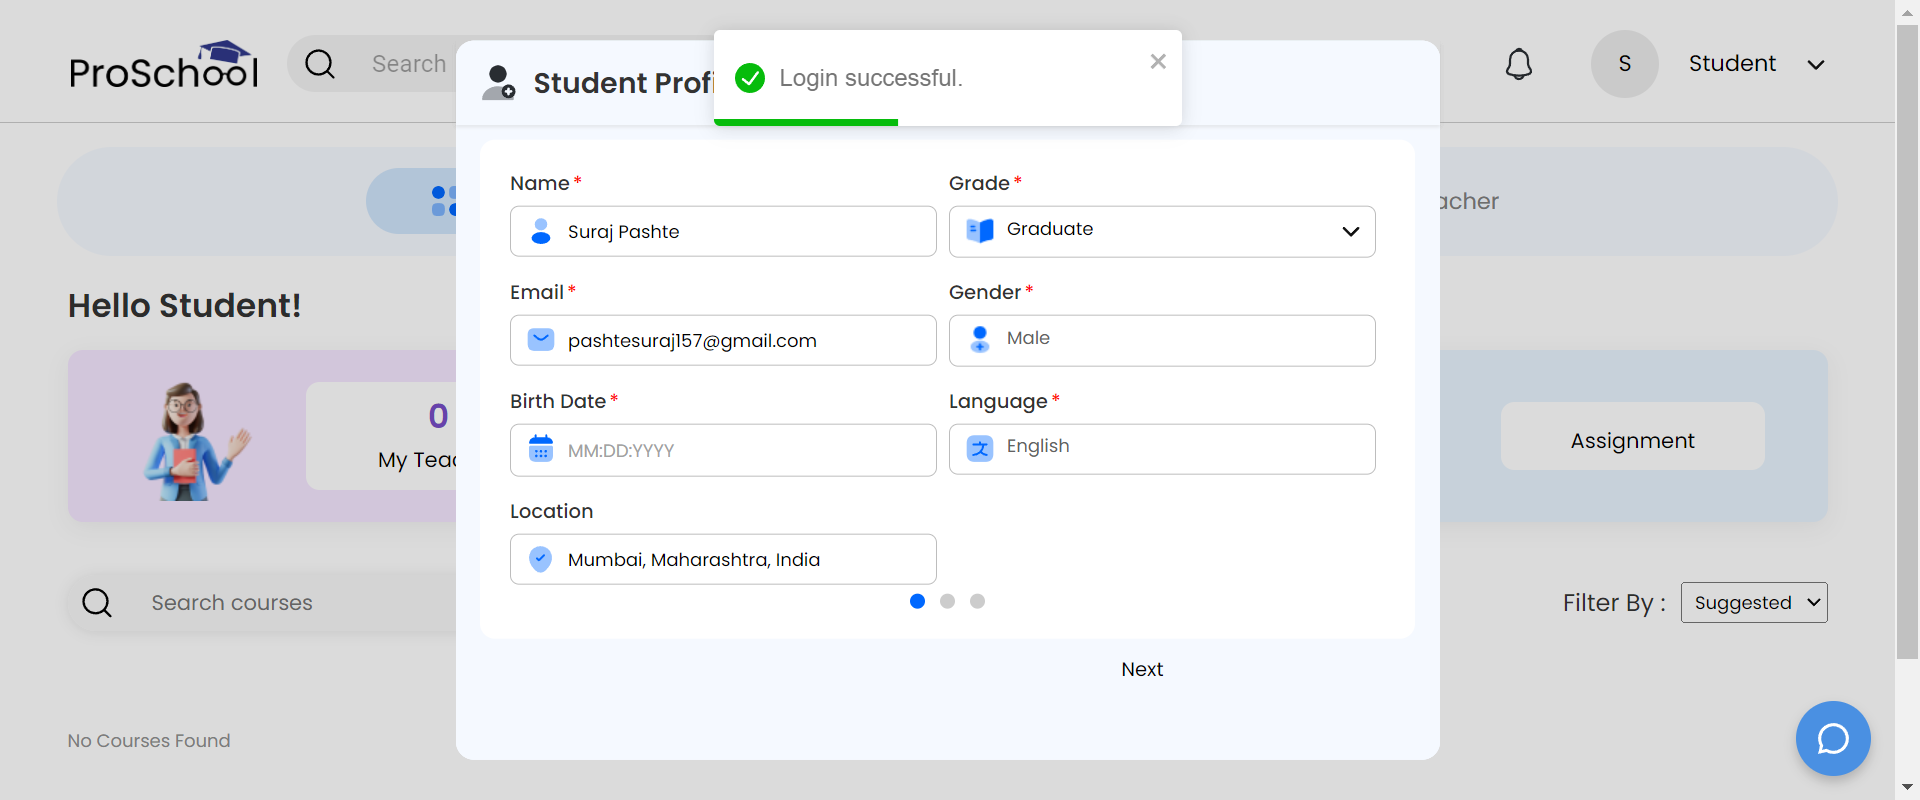 ProSchool
Search
Student Profi
Login successful.
S
Student
acher
Name*
Grade*
Suraj Pashte
Graduate
Email*
Gender*
pashtesuraj157@gmail.com
Male
Birth Date*
Language*
MM:DD:YYYY
English
Location
Mumbai, Maharashtra, India
Next
Hello Student!
0
My Teac
Assignment
Search courses
Filter By :
Suggested
No Courses Found